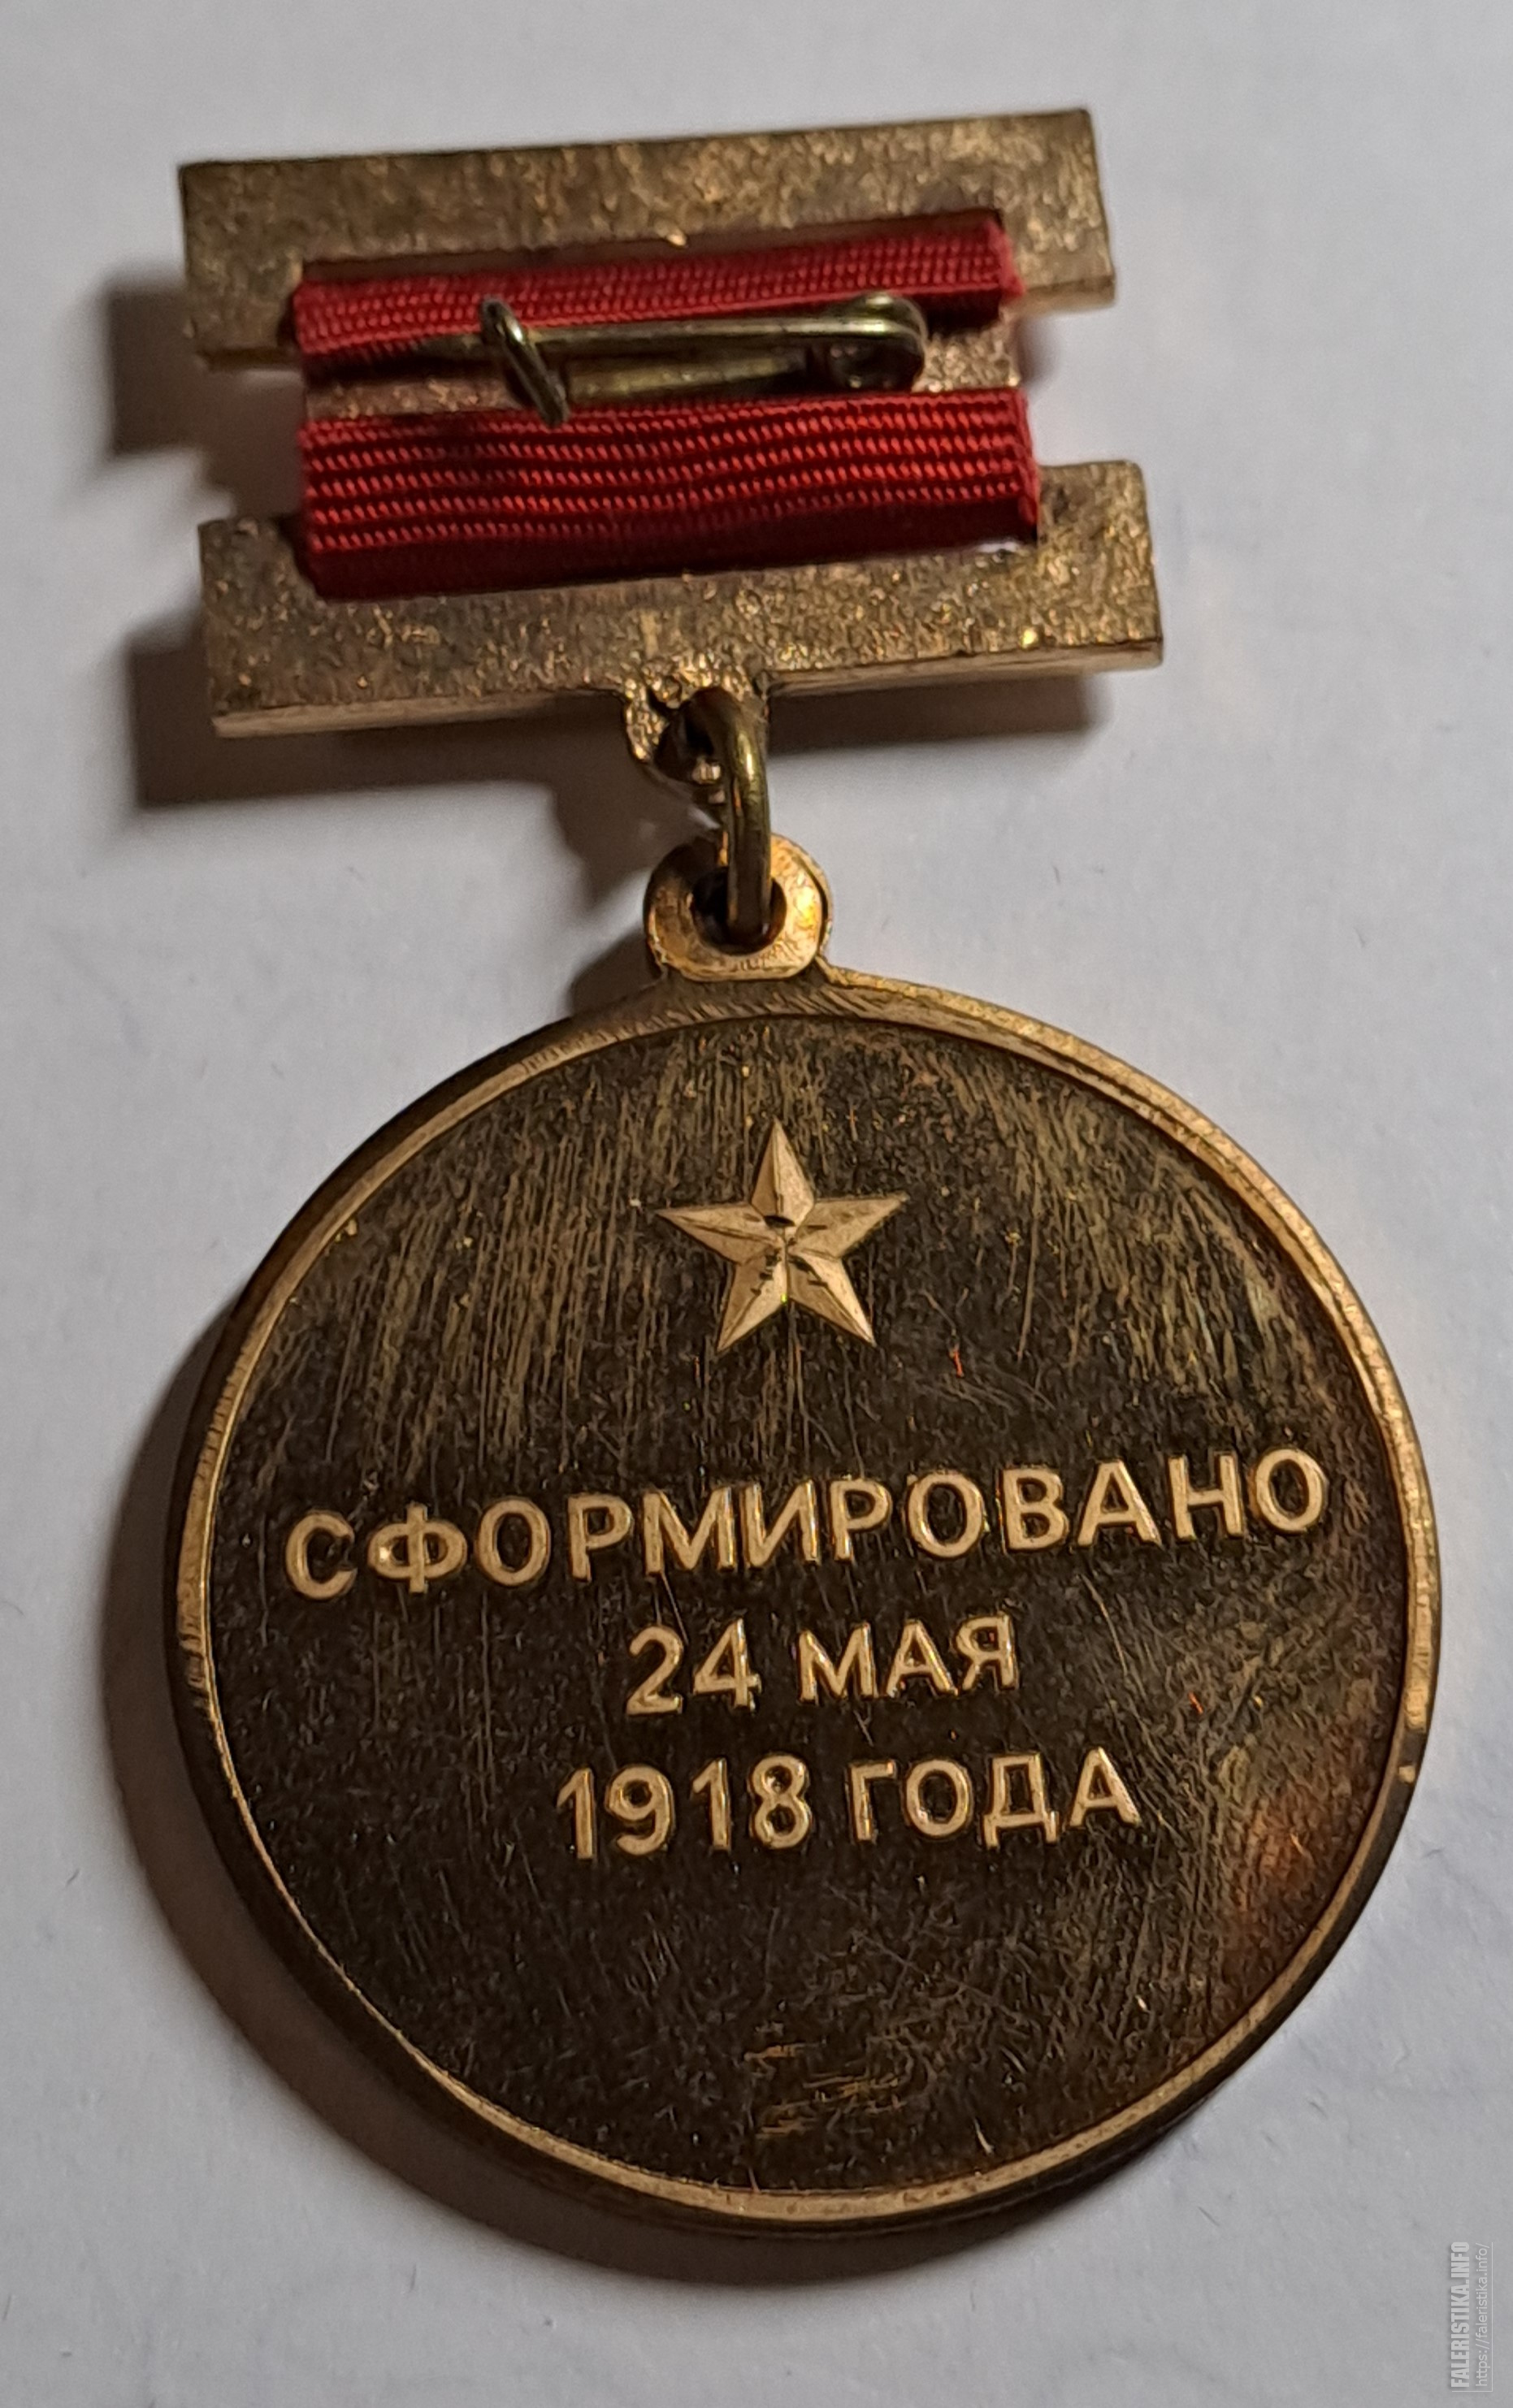 СФОРМИРОВАНО
24 МАЯ
1918 ГОДА
FALERISTIKA.INFO
https://faleristika.info/